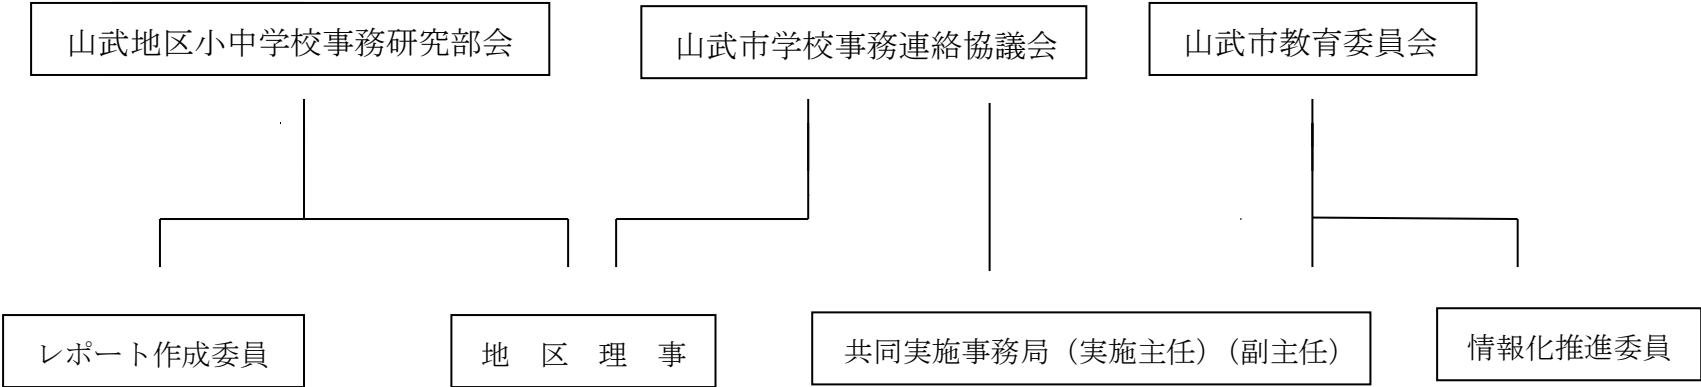 山武地区小中学校事務研究部会
山武市学校事務連絡協議会
山武市教育委員会
レポート作成委員
地　区　理　事
共同実施事務局（実施主任）（副主任）
情報化推進委員